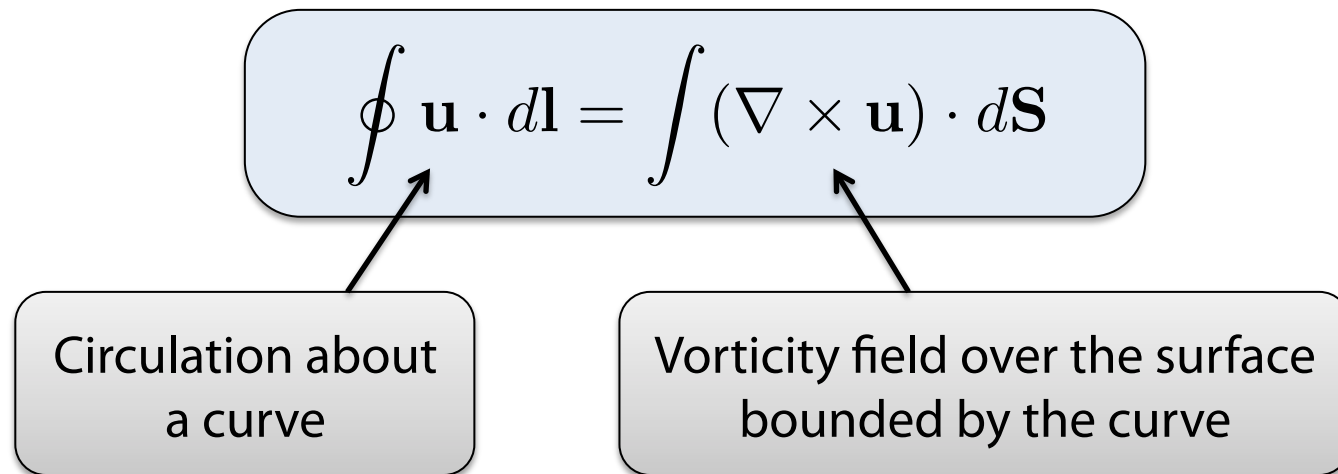 ∮ 𝐮 · d𝐥 = ∫ (∇ × 𝐮) · d𝐒
Circulation about
a curve
Vorticity field over the surface
bounded by the curve